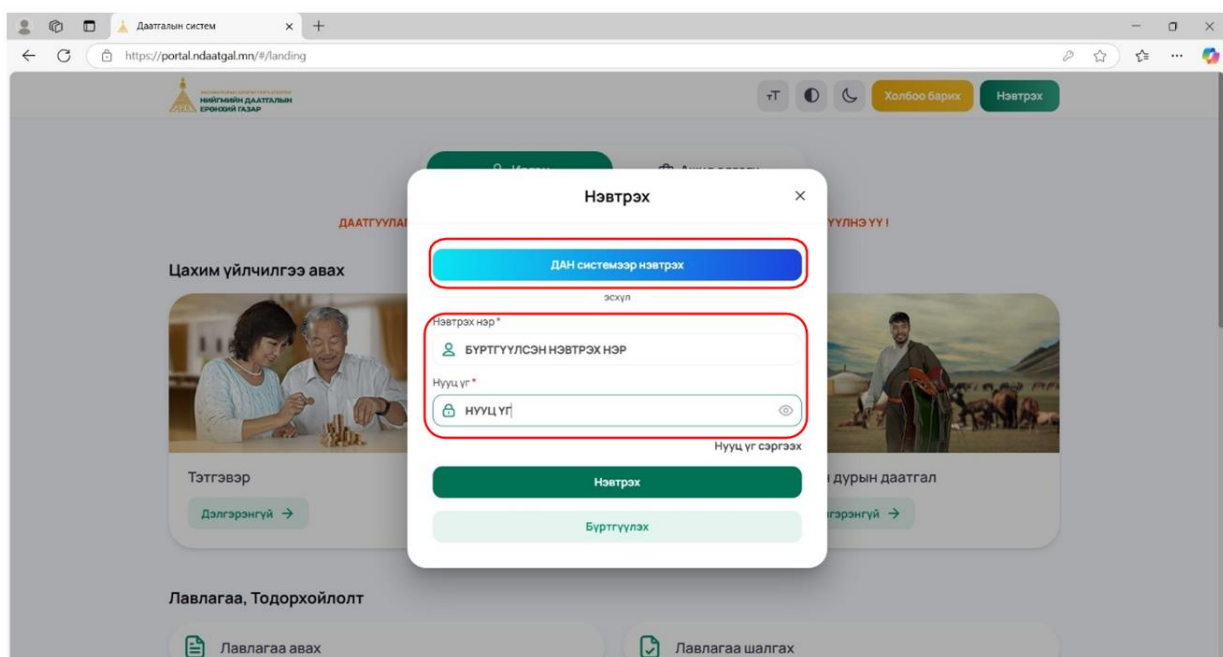 Даатгалын систем
https://portal.ndaatgal.mn/#/landing
НИЙГМИЙН ДААТГАЛЫН
ЕРӨНХИЙ ГАЗАР
тТ
Холбоо барих
Нэвтрэх
Нэвтрэх
ҮҮЛНЭ ҮҮ !
ДАН системээр нэвтрэх
Цахим үйлчилгээ авах
эсхүл
Нэвтрэх нэр *
БҮРТГҮҮЛСЭН НЭВТРЭХ НЭР
Нууц үг *
НУУЦ ҮГ
Нууц үг сэргээх
Тэтгэвэр
дурын даатгал
Нэвтрэх
Дэлгэрэнгүй →
Бүртгүүлэх
Лавлагаа, Тодорхойлолт
Лавлагаа авах
Лавлагаа шалгах